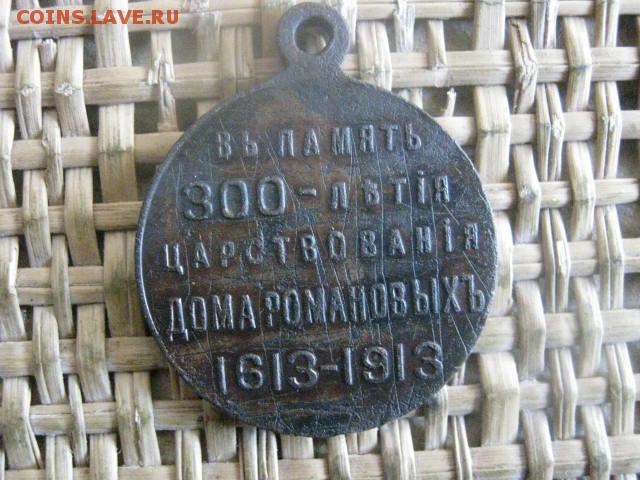 COINS.LAVE.RU
ВЪ ПАМЯТЬ
300-ЛѢТІЯ
ЦАРСТВОВАНІЯ
ДОМА РОМАНОВЫХЪ
1613-1913